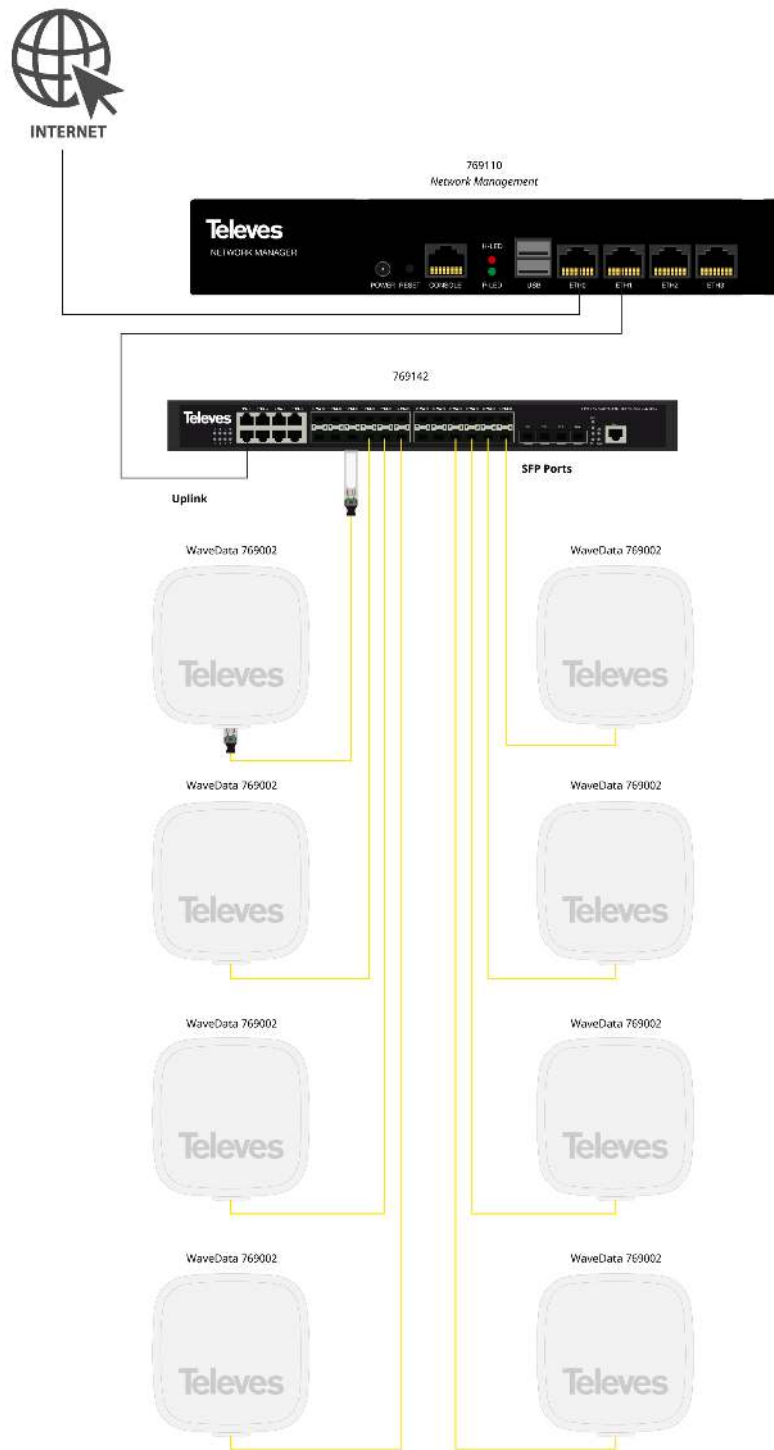 INTERNET
769110
Network Management
Televes
NETWORK MANAGER
POWER RESET CONSOLE P-LED USB ETH0 ETH1 ETH2 ETH3
769142
Televes
SFP Ports
Uplink
WaveData 769002
WaveData 769002
Televes
Televes
WaveData 769002
WaveData 769002
Televes
Televes
WaveData 769002
WaveData 769002
Televes
Televes
WaveData 769002
WaveData 769002
Televes
Televes